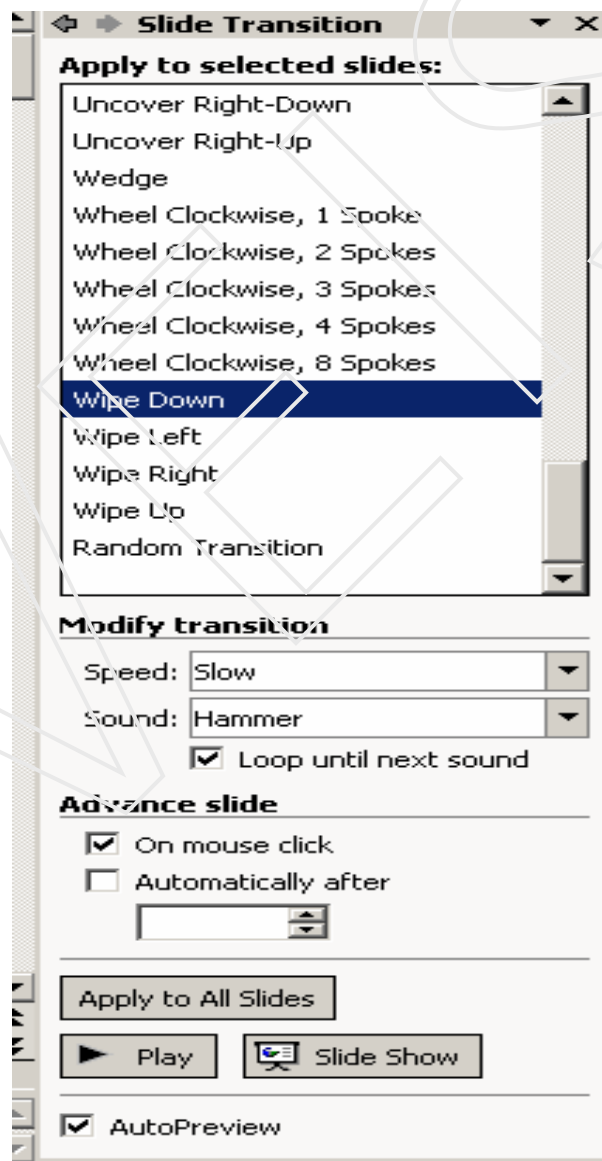 Slide Transition
Apply to selected slides:
Uncover Right-Down
Uncover Right-Up
Wedge
Wheel Clockwise, 1 Spoke
Wheel Clockwise, 2 Spokes
Wheel Clockwise, 3 Spokes
Wheel Clockwise, 4 Spokes
Wheel Clockwise, 8 Spokes
Wipe Down
Wipe Left
Wipe Right
Wipe Up
Random Transition
Modify transition
Speed: Slow
Sound: Hammer
Loop until next sound
Advance slide
On mouse click
Automatically after
Apply to All Slides
Play Slide Show
AutoPreview